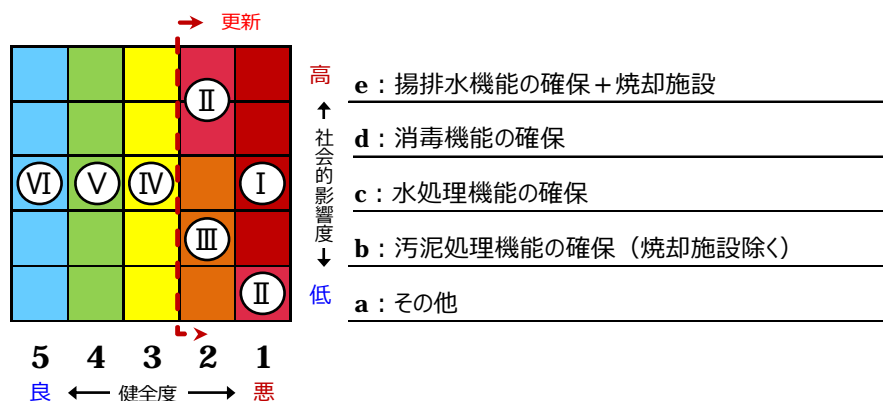 更新
高
社会的影響度
低
Ⅱ
Ⅵ
Ⅴ
Ⅳ
Ⅰ
Ⅲ
Ⅱ
e：揚排水機能の確保＋焼却施設
d：消毒機能の確保
c：水処理機能の確保
b：汚泥処理機能の確保（焼却施設除く）
a：その他
5 4 3 2 1
良 健全度 悪